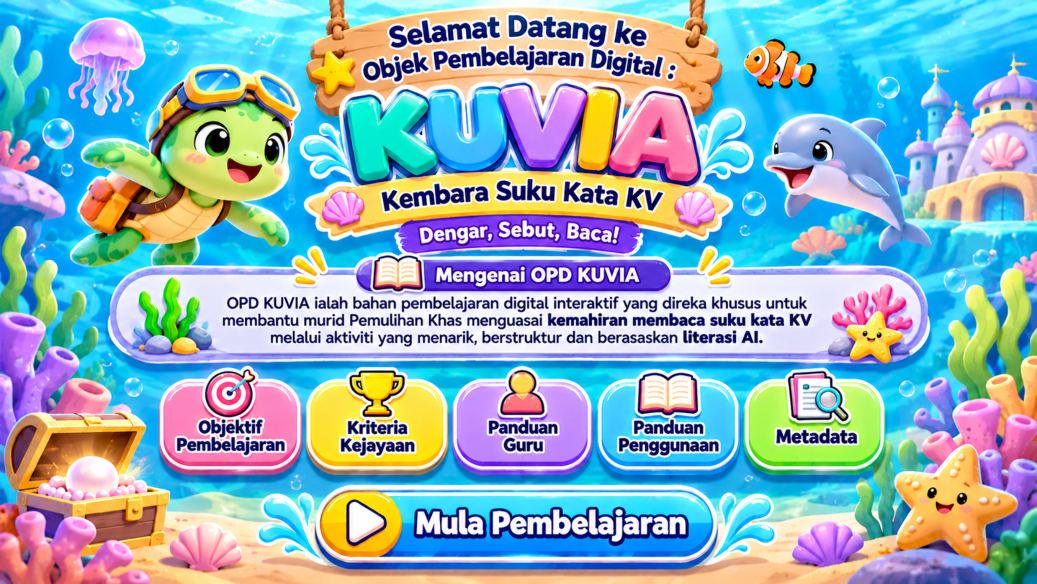 Selamat Datang ke
Objek Pembelajaran Digital :
KUVIA
Kembara Suku Kata KV
Dengar, Sebut, Baca!
Mengenai OPD KUVIA
OPD KUVIA ialah bahan pembelajaran digital interaktif yang direka khusus untuk
membantu murid Pemulihan Khas menguasai kemahiran membaca suku kata KV
melalui aktiviti yang menarik, berstruktur dan berasaskan literasi AI.
Objektif
Pembelajaran
Kriteria
Kejayaan
Panduan
Guru
Panduan
Penggunaan
Metadata
Mula Pembelajaran